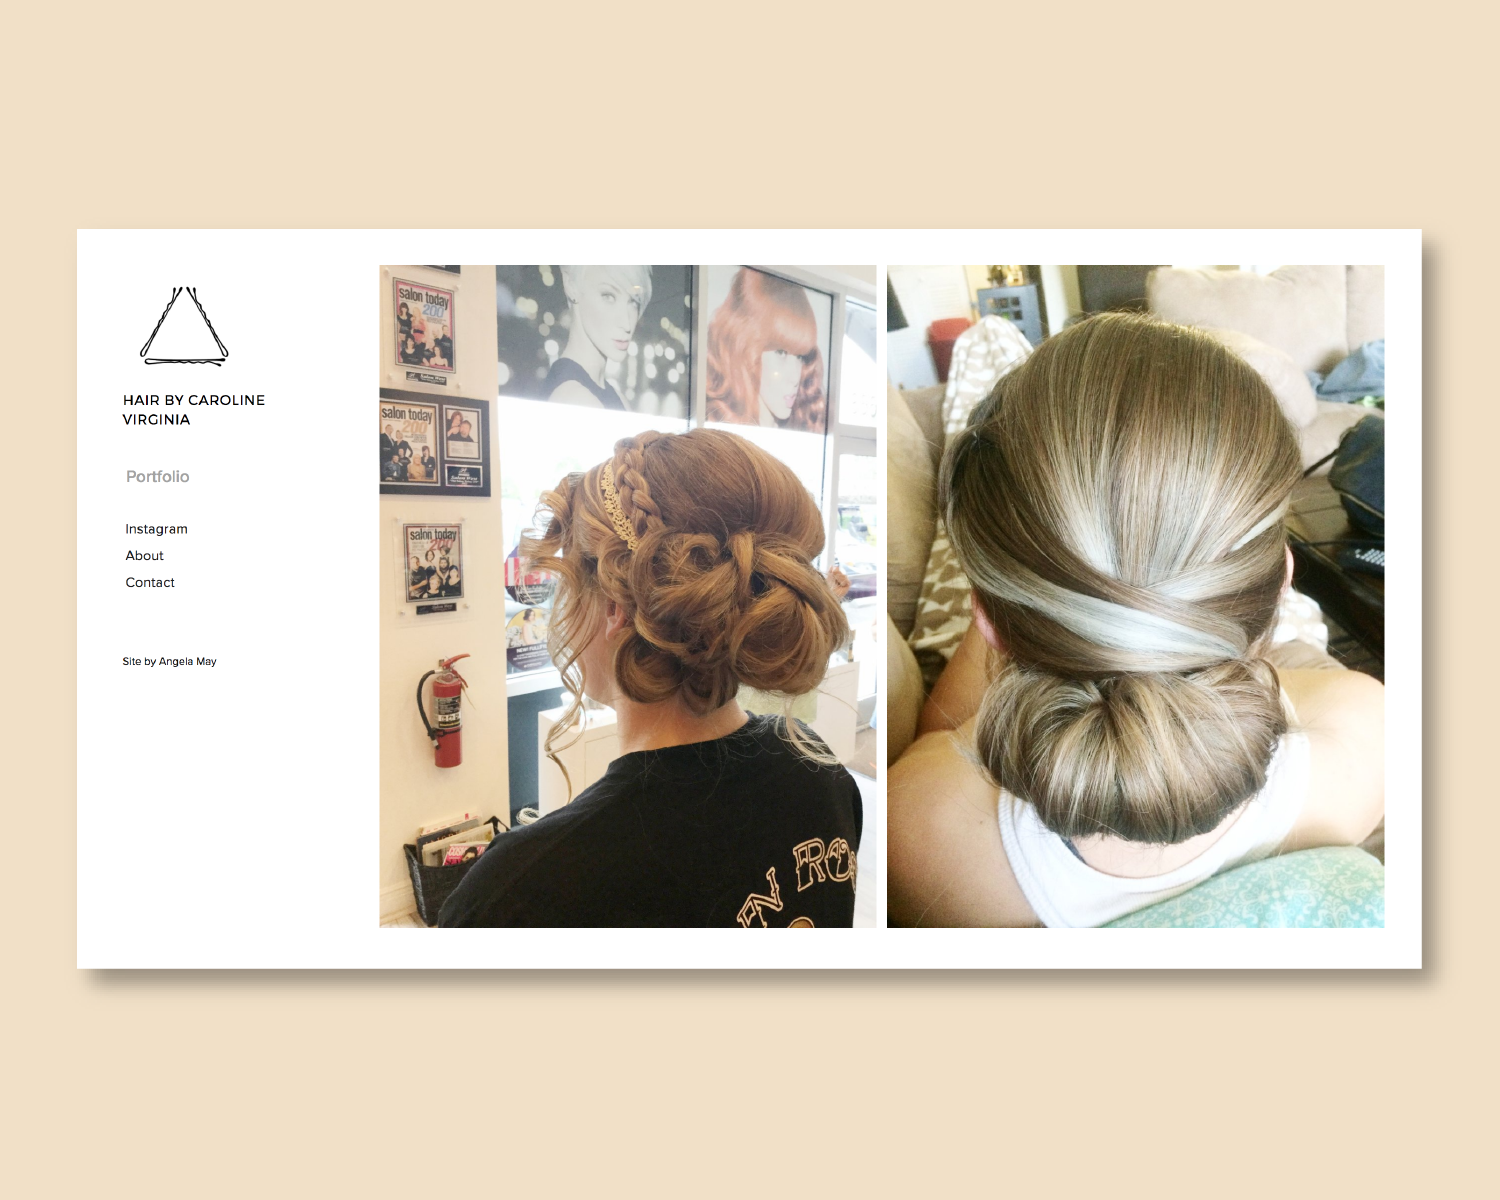 HAIR BY CAROLINE
VIRGINIA
Portfolio
Instagram
About
Contact
Site by Angela May
salon today
200
salon today
200
salon today
200
N RO